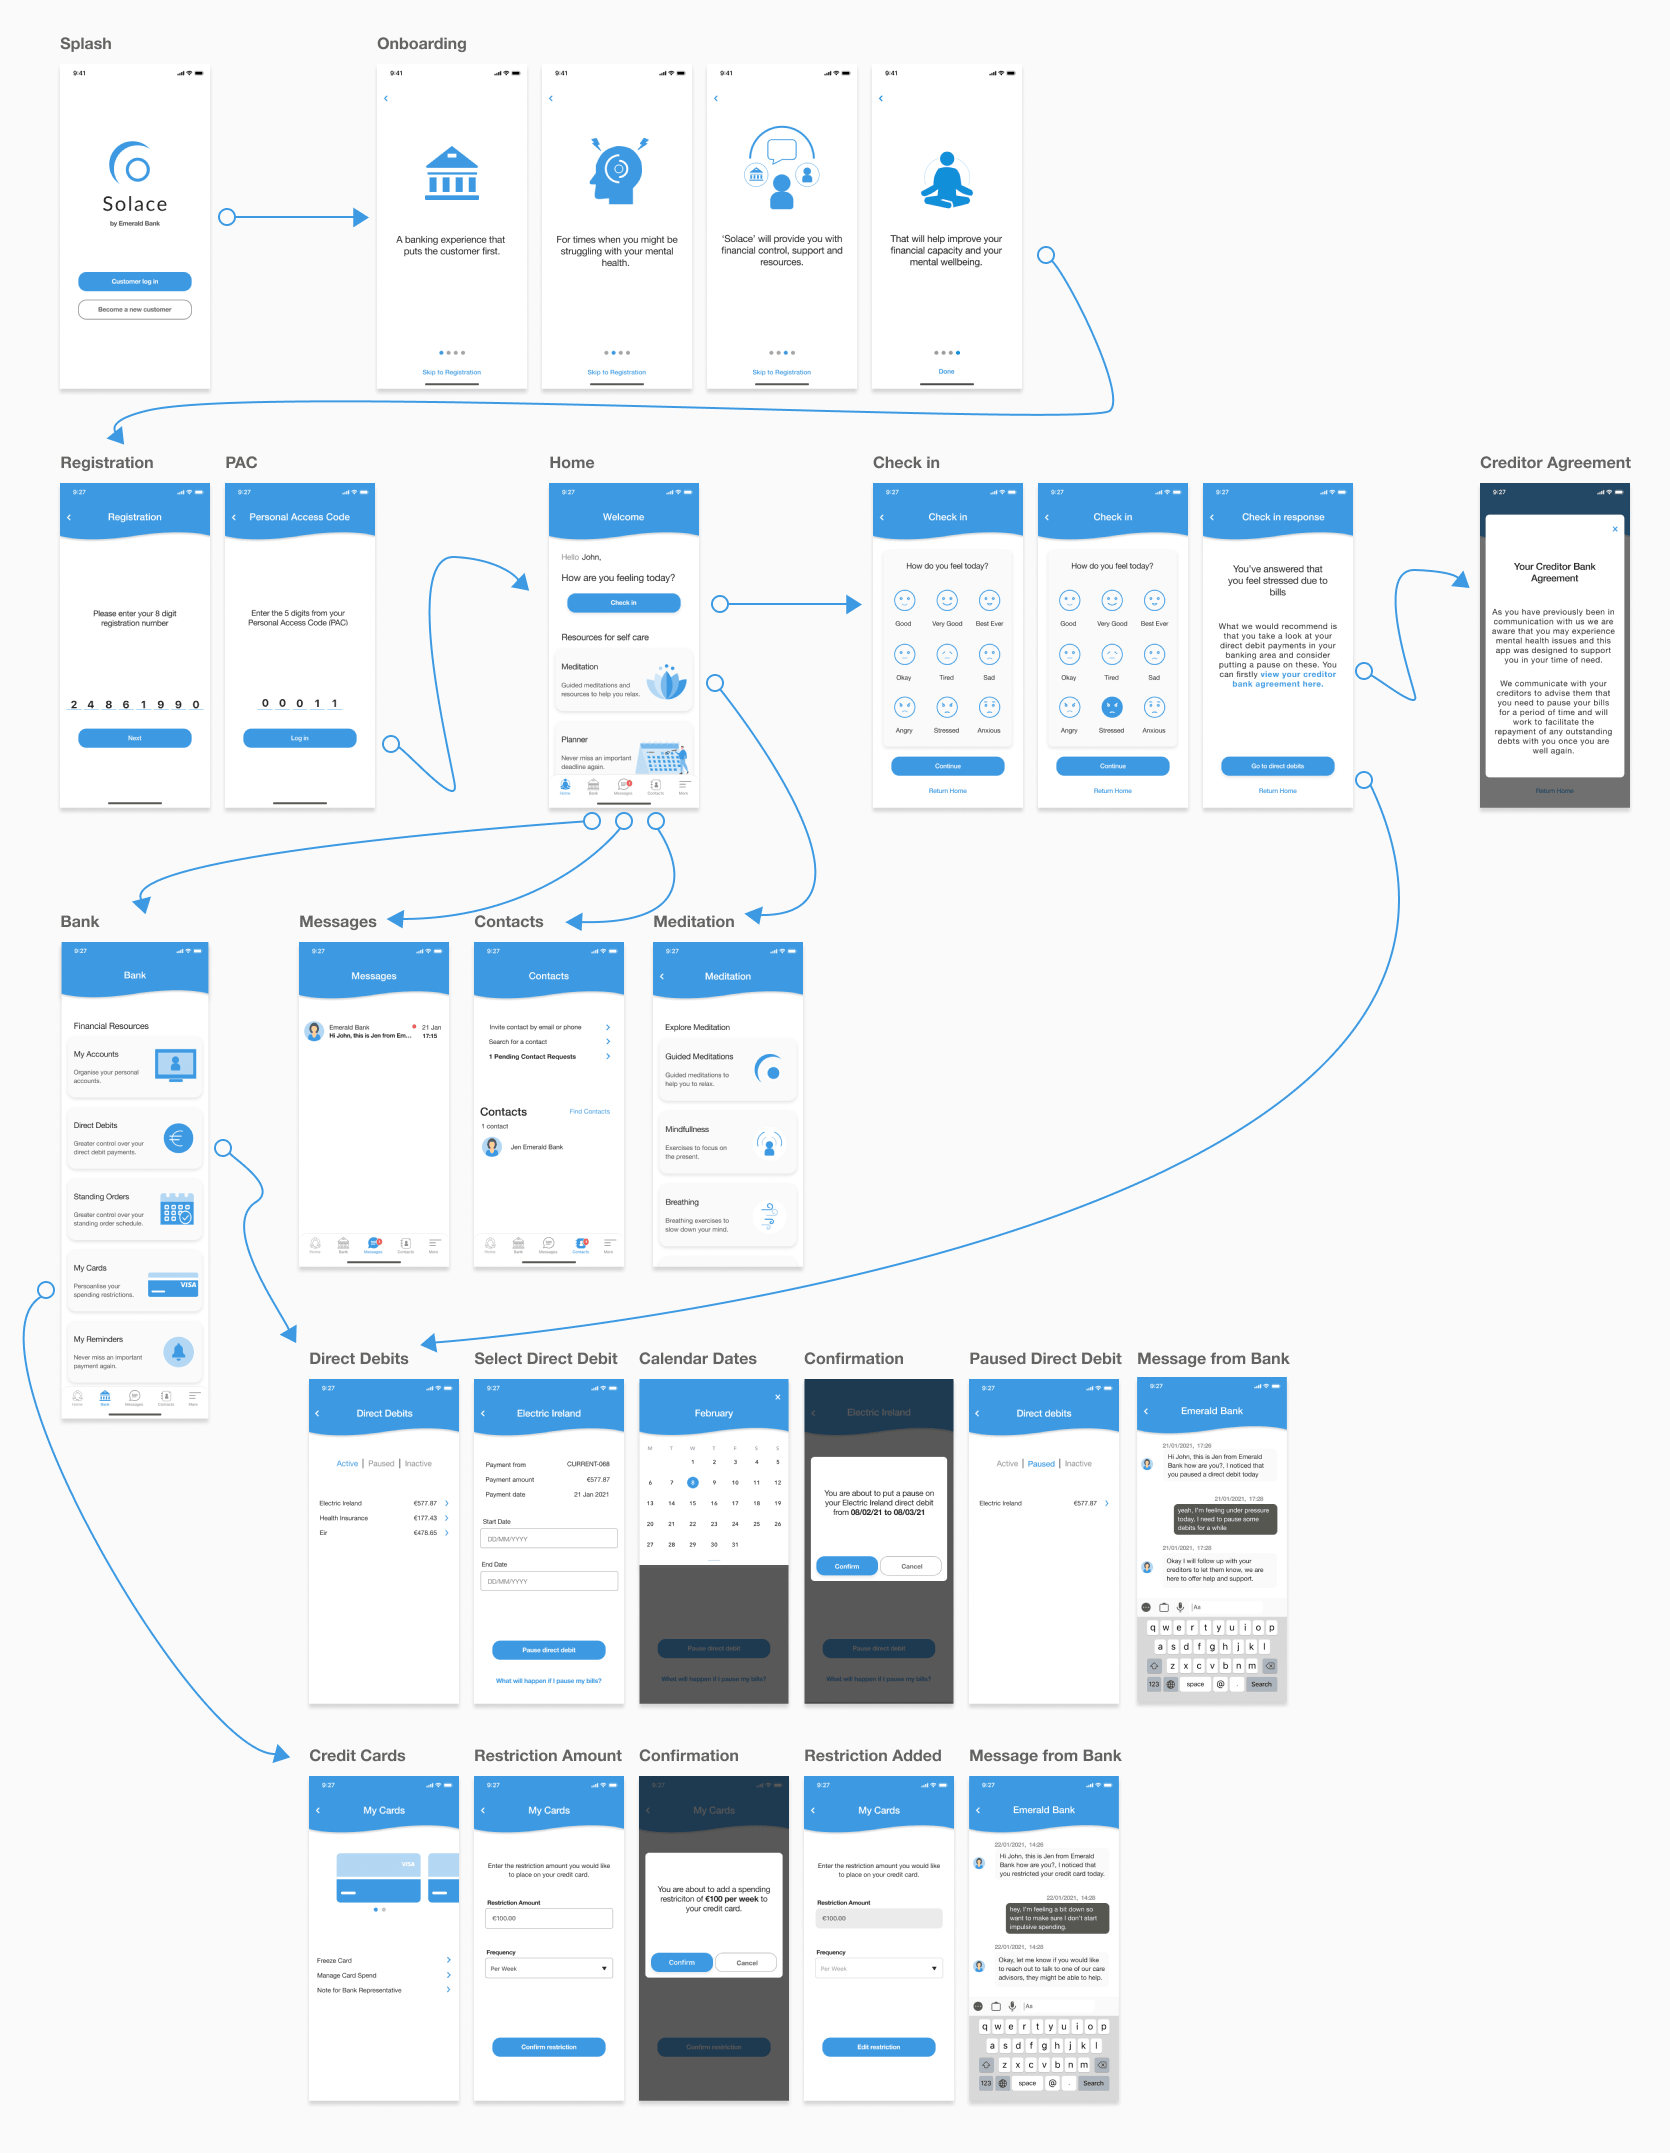 Splash
Onboarding
9:41
Solace
by Emerald Bank
Customer log in
Become a new customer
9:41
A banking experience that
puts the customer first.
Skip to Registration
9:41
For times when you might be
struggling with your mental
health.
Skip to Registration
9:41
‘Solace’ will provide you with
financial control, support and
resources.
Skip to Registration
9:41
That will help improve your
financial capacity and your
mental wellbeing.
Done
Registration
PAC
Home
Check in
Creditor Agreement
9:27
Registration
Please enter your 8 digit
registration number
2 4 8 6 1 9 9 0
Next
9:27
Personal Access Code
Enter the 5 digits from your
Personal Access Code (PAC)
0 0 0 1 1
Log in
9:27
Welcome
Hello John,
How are you feeling today?
Check in
Resources for self care
Meditation
Guided meditations and
resources to help you relax.
Planner
Never miss an important
deadline again.
Home Bank Messages Contacts More
9:27
Check in
How do you feel today?
Good Very Good Best Ever
Okay Tired Sad
Angry Stressed Anxious
Continue
Return Home
9:27
Check in
How do you feel today?
Good Very Good Best Ever
Okay Tired Sad
Angry Stressed Anxious
Continue
Return Home
9:27
Check in response
You’ve answered that
you feel stressed due to
bills
What we would recommend is
that you take a look at your
direct debit payments in your
banking area and consider
putting a pause on these. You
can firstly view your creditor
bank agreement here.
Go to direct debits
Return Home
9:27
Your Creditor Bank
Agreement
As you have previously been in
communication with us we are
aware that you may experience
mental health issues and this
app was designed to support
you in your time of need.
We communicate with your
creditors to advise them that
you need to pause your bills
for a period of time and will
work to facilitate the
repayment of any outstanding
debts with you once you are
well again.
Return Home
Bank
Messages
Contacts
Meditation
9:27
Bank
Financial Resources
My Accounts
Organise your personal
accounts.
Direct Debits
Greater control over your
direct debit payments.
Standing Orders
Greater control over your
standing order schedule.
My Cards
Persoanlise your
spending restrictions.
VISA
My Reminders
Never miss an important
payment again.
Home Bank Messages Contacts More
9:27
Messages
Emerald Bank 21 Jan
Hi John, this is Jen from Em... 17:15
Home Bank Messages Contacts More
9:27
Contacts
Invite contact by email or phone
Search for a contact
1 Pending Contact Requests
Contacts Find Contacts
1 contact
Jen Emerald Bank
Home Bank Messages Contacts More
9:27
Meditation
Explore Meditation
Guided Meditations
Guided meditations to
help you to relax.
Mindfullness
Exercises to focus on
the present.
Breathing
Breathing exercises to
slow down your mind.
Direct Debits
Select Direct Debit
Calendar Dates
Confirmation
Paused Direct Debit
Message from Bank
9:27
Direct Debits
Active | Paused | Inactive
Electric Ireland €577.87
Health Insurance €177.43
Eir €478.65
9:27
Electric Ireland
Payment from CURRENT-068
Payment amount €577.87
Payment date 21 Jan 2021
Start Date
DD/MM/YYYY
End Date
DD/MM/YYYY
Pause direct debit
What will happen if I pause my bills?
February
M T W T F S S
1 2 3 4 5
6 7 8 9 10 11 12
13 14 15 16 17 18 19
20 21 22 23 24 25 26
27 28 29 30 31
Pause direct debit
What will happen if I pause my bills?
Electric Ireland
You are about to put a pause on
your Electric Ireland direct debit
from 08/02/21 to 08/03/21
Confirm Cancel
Pause direct debit
What will happen if I pause my bills?
9:27
Direct debits
Active | Paused | Inactive
Electric Ireland €577.87
9:27
Emerald Bank
21/01/2021, 17:26
Hi John, this is Jen from Emerald
Bank how are you?, I noticed that
you paused a direct debit today
21/01/2021, 17:28
yeah, I'm feeling under pressure
today, I need to pause some
debits for a while
21/01/2021, 17:28
Okay I will follow up with your
creditors to let them know, we are
here to offer help and support.
Aa
q w e r t y u i o p
a s d f g h j k l
z x c v b n m
123 space @ . Search
Credit Cards
Restriction Amount
Confirmation
Restriction Added
Message from Bank
9:27
My Cards
VISA
Freeze Card
Manage Card Spend
Note for Bank Representative
9:27
My Cards
Enter the restriction amount you would like
to place on your credit card.
Restriction Amount
€100.00
Frequency
Per Week
Confirm restriction
9:27
My Cards
You are about to add a spending
restriciton of €100 per week to
your credit card.
Confirm Cancel
Confirm restriction
9:27
My Cards
Enter the restriction amount you would like
to place on your credit card.
Restriction Amount
€100.00
Frequency
Per Week
Edit restriction
9:27
Emerald Bank
22/01/2021, 14:26
Hi John, this is Jen from Emerald
Bank how are you?, I noticed that
you restricted your credit card today.
22/01/2021, 14:28
hey, I'm feeling a bit down so
want to make sure I don't start
impulsive spending.
22/01/2021, 14:28
Okay, let me know if you would like
to reach out to talk to one of our care
advisors, they might be able to help.
Aa
q w e r t y u i o p
a s d f g h j k l
z x c v b n m
123 space @ . Search